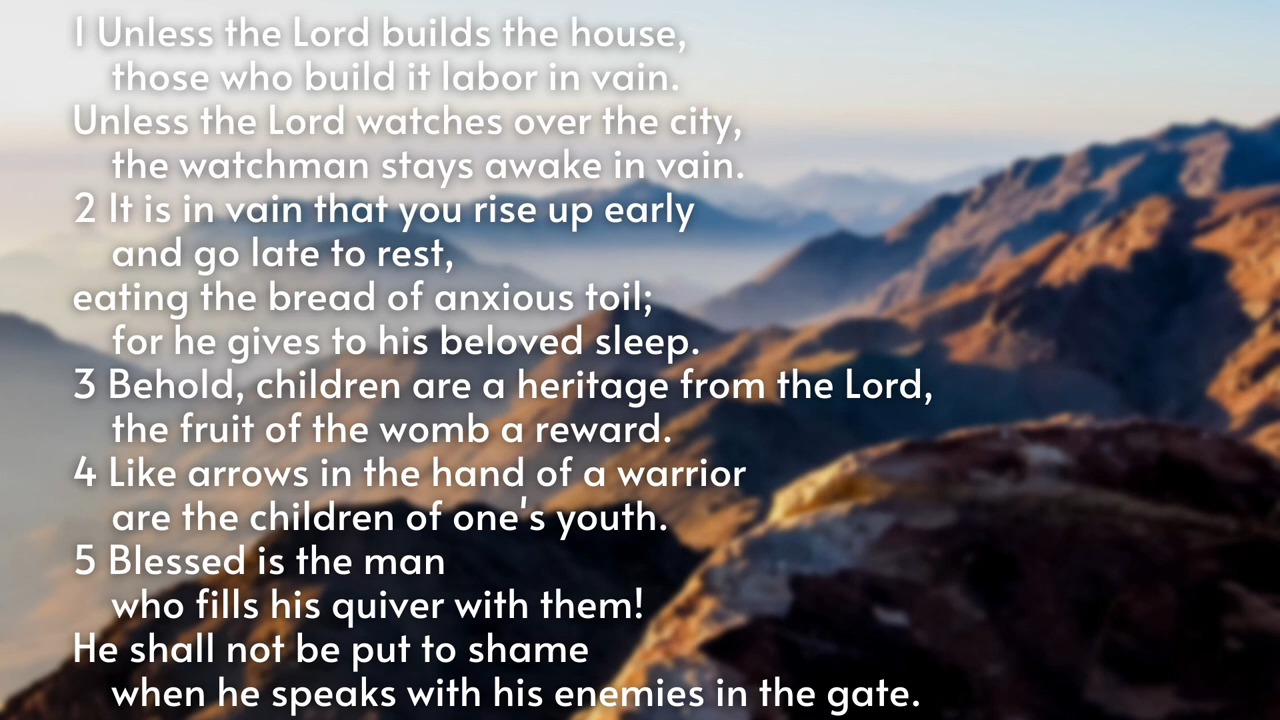 1 Unless the Lord builds the house,
those who build it labor in vain.
Unless the Lord watches over the city,
the watchman stays awake in vain.
2 It is in vain that you rise up early
and go late to rest,
eating the bread of anxious toil;
for he gives to his beloved sleep.
3 Behold, children are a heritage from the Lord,
the fruit of the womb a reward.
4 Like arrows in the hand of a warrior
are the children of one's youth.
5 Blessed is the man
who fills his quiver with them!
He shall not be put to shame
when he speaks with his enemies in the gate.